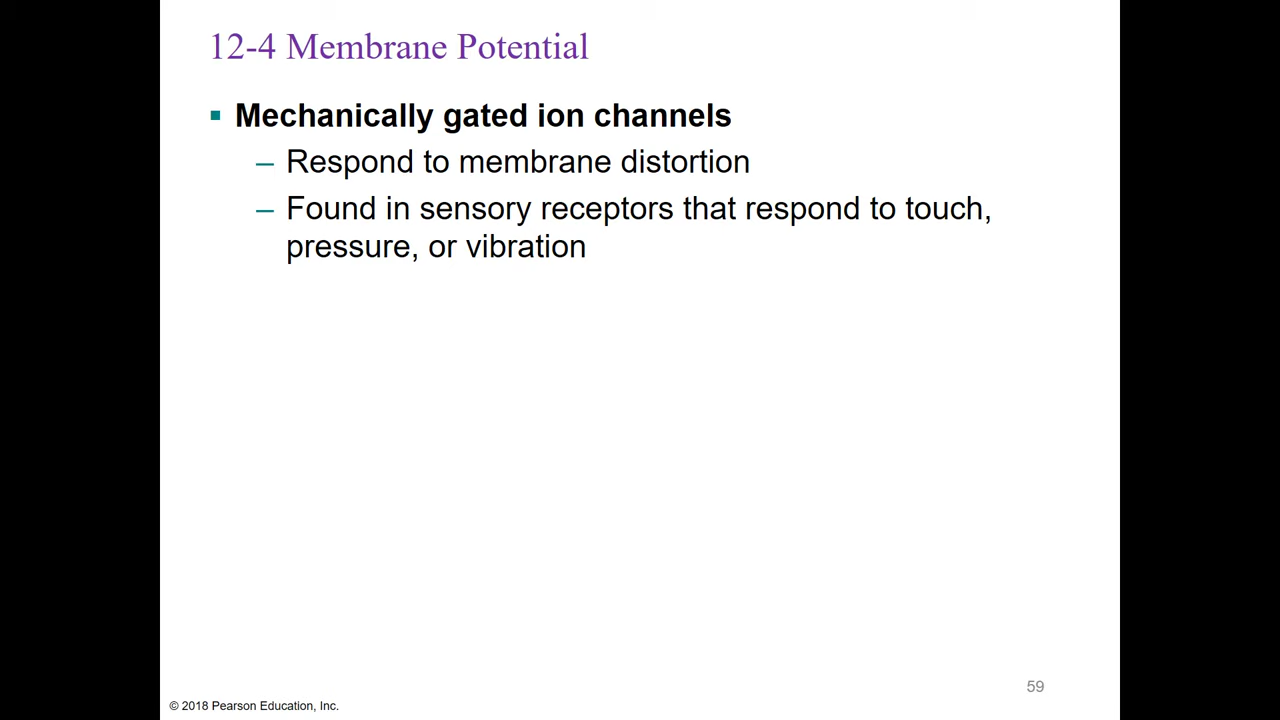 12-4 Membrane Potential
▪ Mechanically gated ion channels
– Respond to membrane distortion
– Found in sensory receptors that respond to touch,
pressure, or vibration
59
© 2018 Pearson Education, Inc.